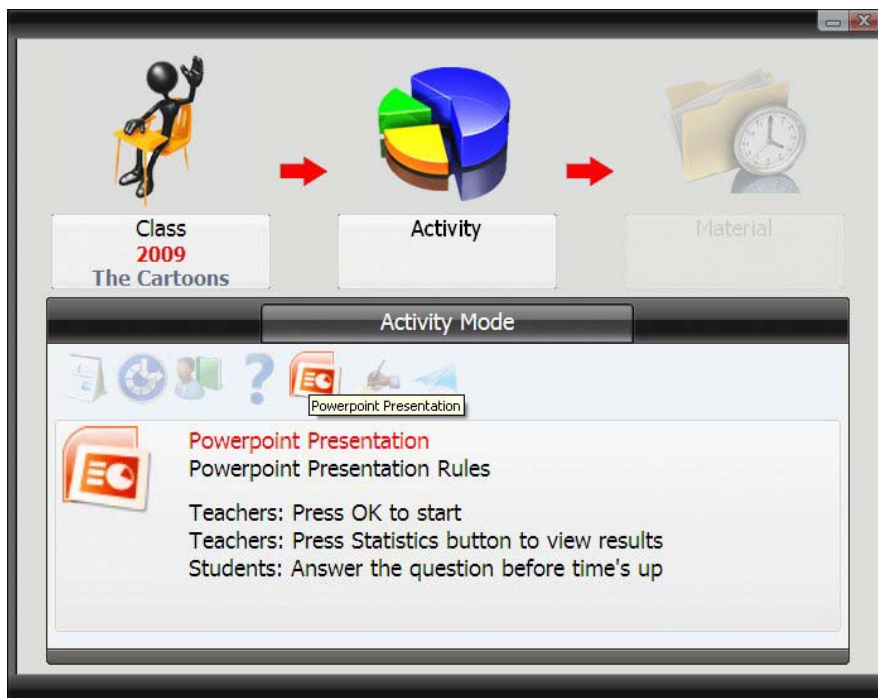 Class
2009
The Cartoons
Activity
Material
Activity Mode
Powerpoint Presentation
Powerpoint Presentation
Powerpoint Presentation Rules
Teachers: Press OK to start
Teachers: Press Statistics button to view results
Students: Answer the question before time's up